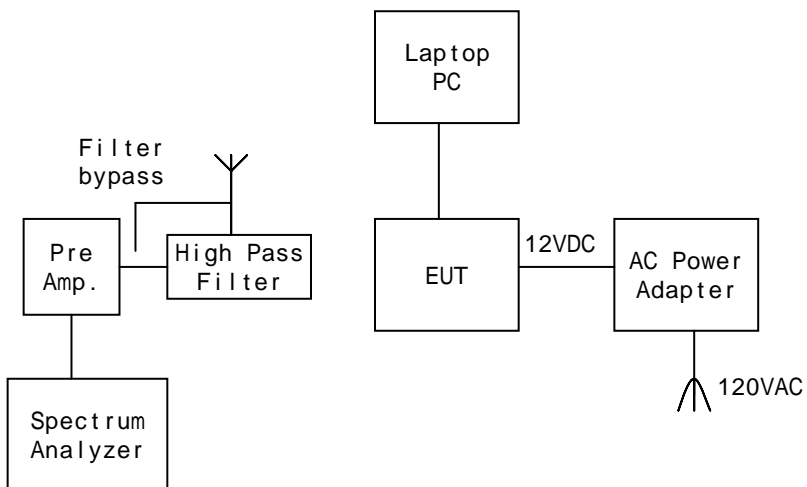 Laptop
PC
Filter
bypass
Pre
Amp.
High Pass
Filter
EUT
12VDC
AC Power
Adapter
120VAC
Spectrum
Analyzer